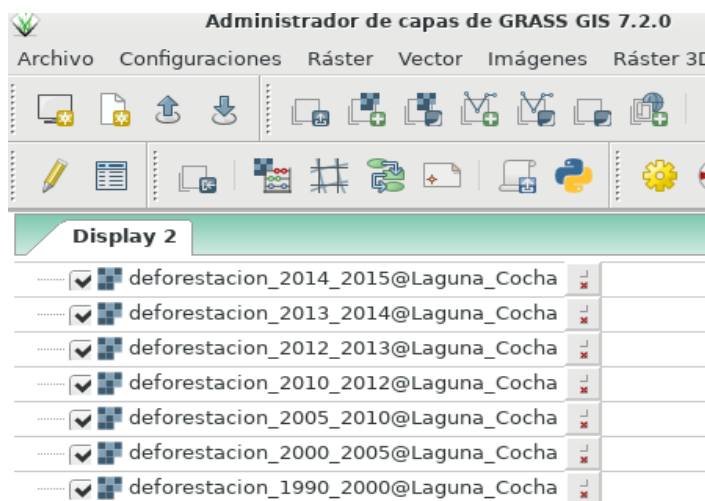 Administrador de capas de GRASS GIS 7.2.0
Archivo Configuraciones Ráster Vector Imágenes Ráster 3D
Display 2
deforestacion_2014_2015@Laguna_Cocha
deforestacion_2013_2014@Laguna_Cocha
deforestacion_2012_2013@Laguna_Cocha
deforestacion_2010_2012@Laguna_Cocha
deforestacion_2005_2010@Laguna_Cocha
deforestacion_2000_2005@Laguna_Cocha
deforestacion_1990_2000@Laguna_Cocha